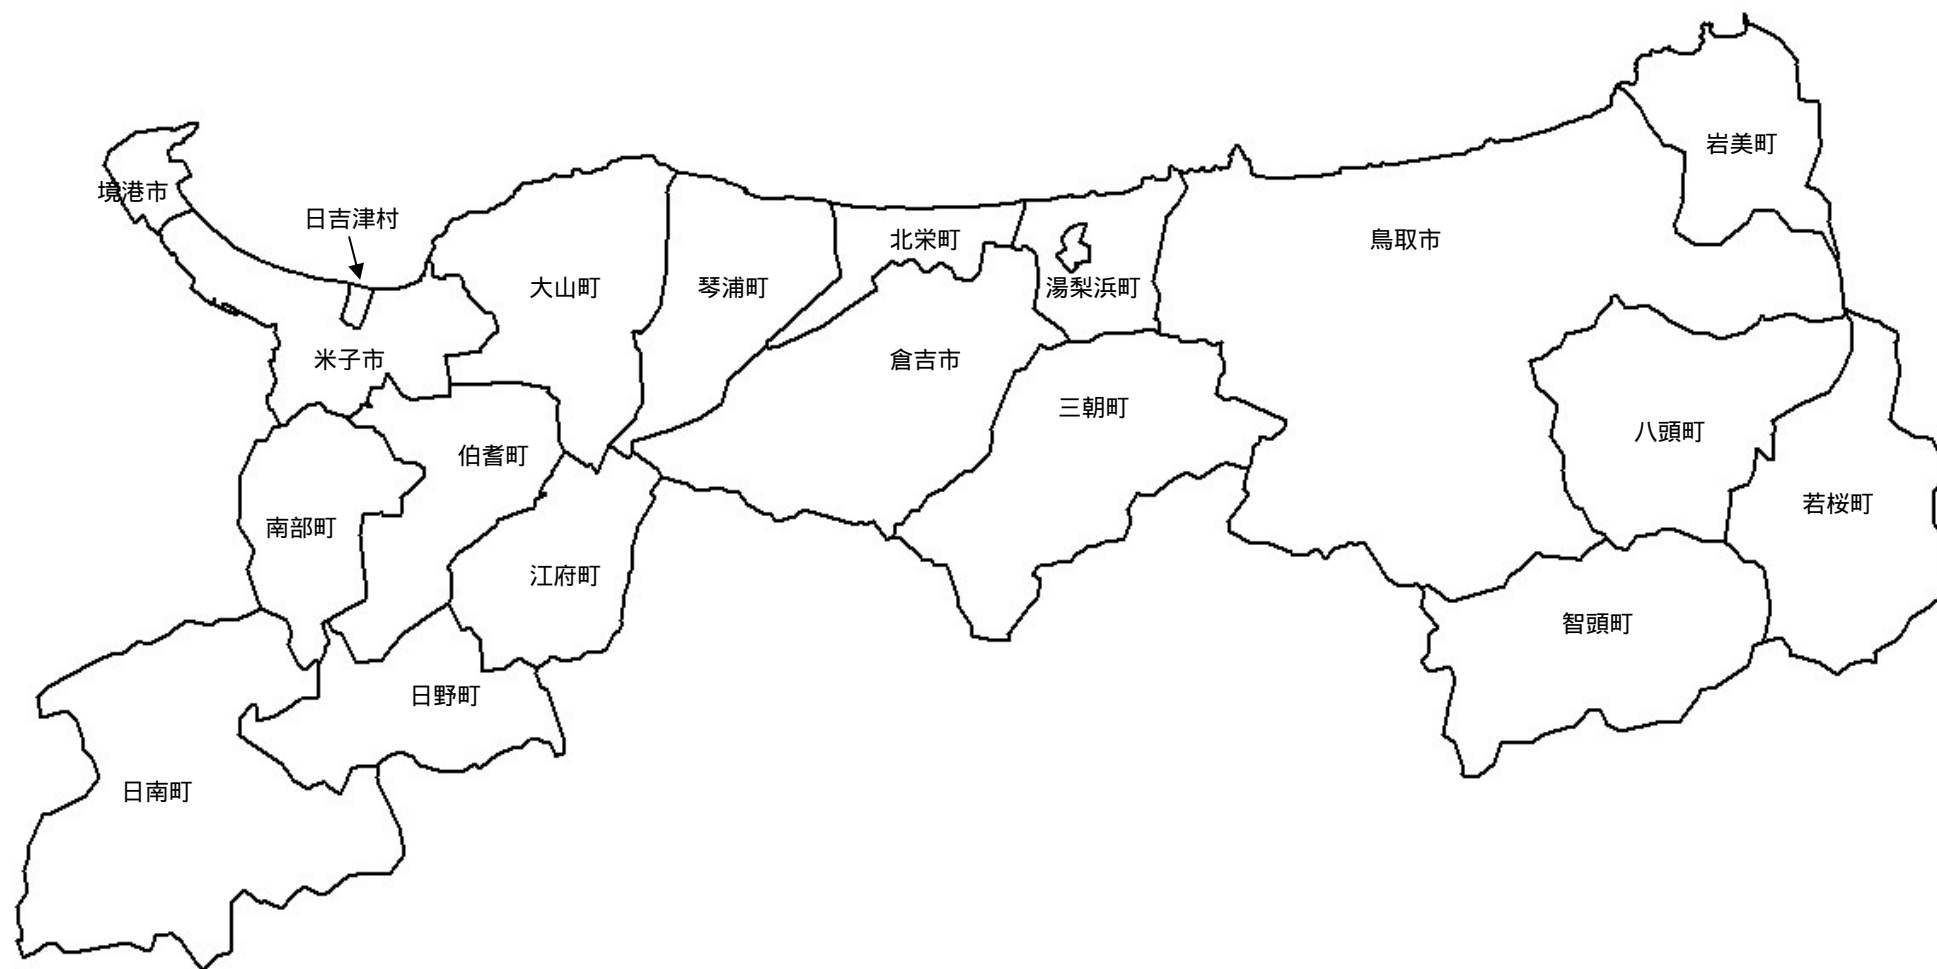 岩美町
境港市
日吉津村
北栄町
鳥取市
大山町
琴浦町
湯梨浜町
米子市
倉吉市
三朝町
八頭町
伯耆町
若桜町
南部町
江府町
智頭町
日野町
日南町